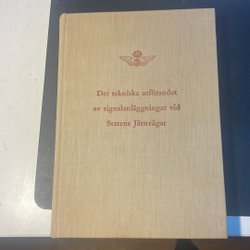 Det tekniska utförandet
av signalanläggningar vid
Statens Järnvägar